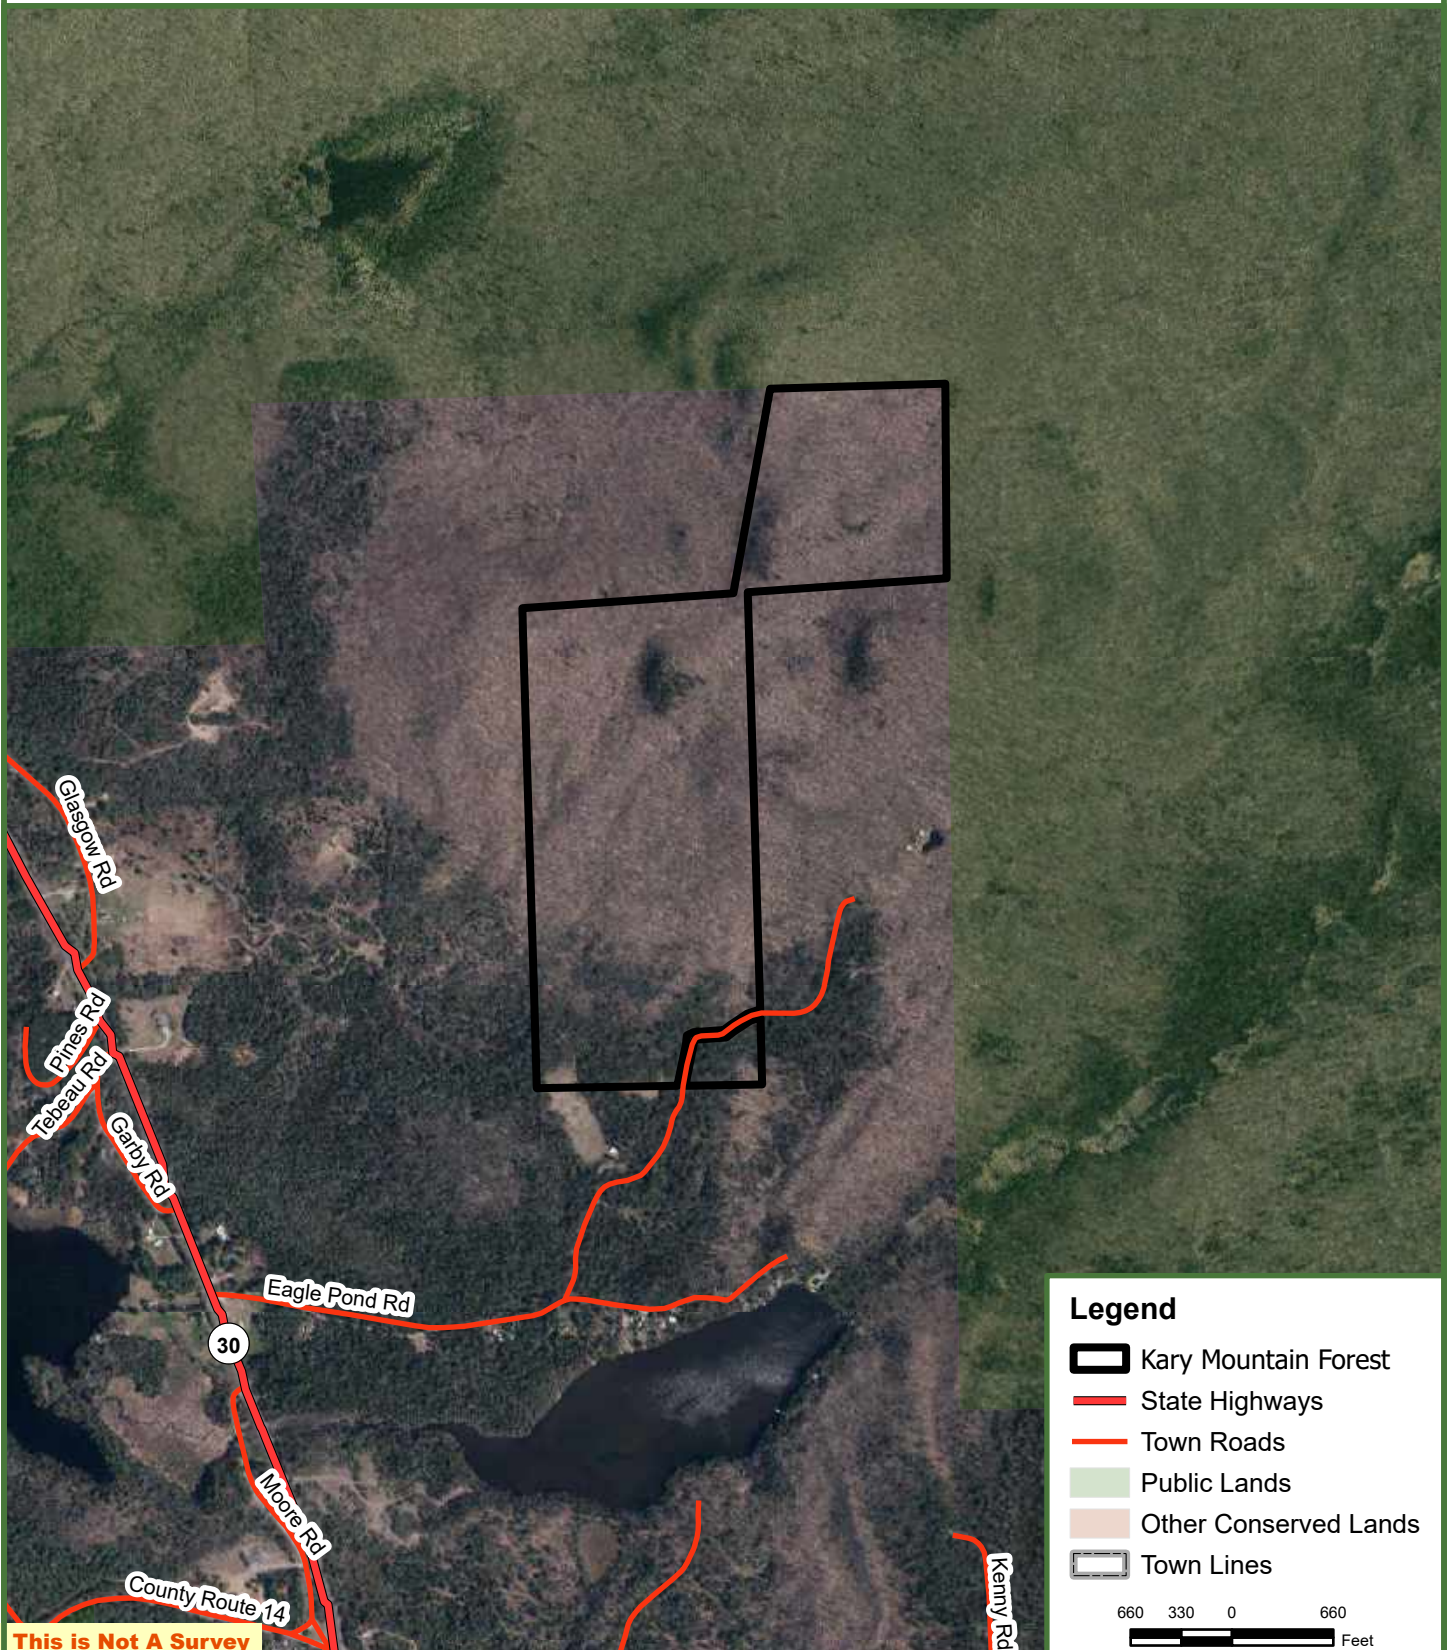 Glasgow Rd
Pines Rd
Tebeau Rd
Garby Rd
Eagle Pond Rd
30
Moore Rd
County Route 14
Kenny Rd
This is Not A Survey
Legend
Kary Mountain Forest
State Highways
Town Roads
Public Lands
Other Conserved Lands
Town Lines
660 330 0 660
Feet